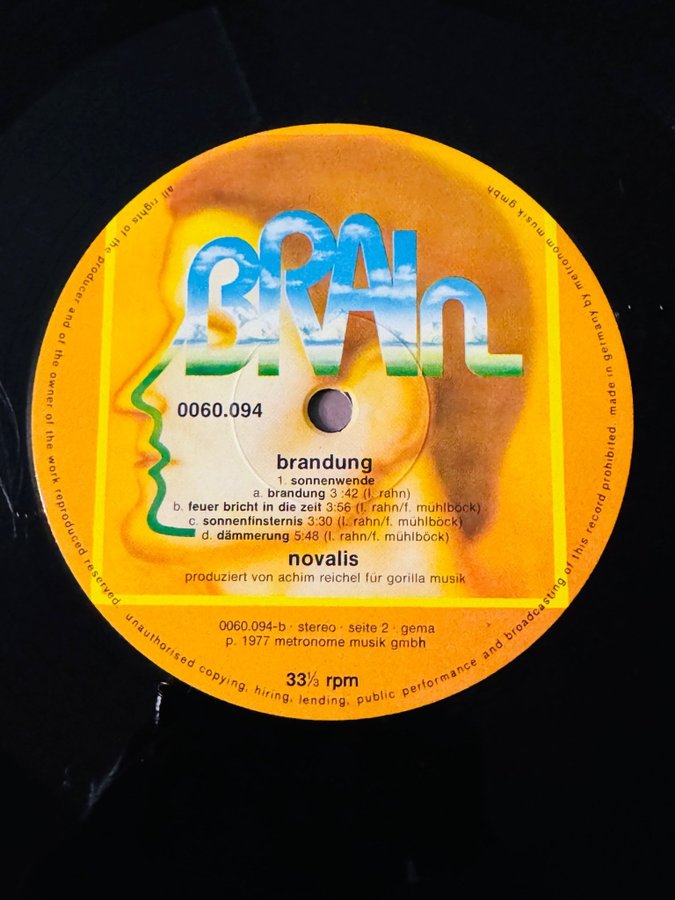 BRAIn
0060.094
brandung
1. sonnenwende
a. brandung 3:42 (l. rahn)
b. feuer bricht in die zeit 3:56 (l. rahn/f. mühlböck)
c. sonnenfinsternis 3:30 (l. rahn/f. mühlböck)
d. dämmerung 5:48 (l. rahn/f. mühlböck)
novalis
produziert von achim reichel für gorilla musik
0060.094-b · stereo · seite 2 · gema
p. 1977 metronome musik gmbh
33⅓ rpm
all rights of the producer and of the owner of the work reproduced reserved. unauthorised copying, hiring, lending, public performance and broadcasting of this record prohibited. made in germany by metronom musik gmbh